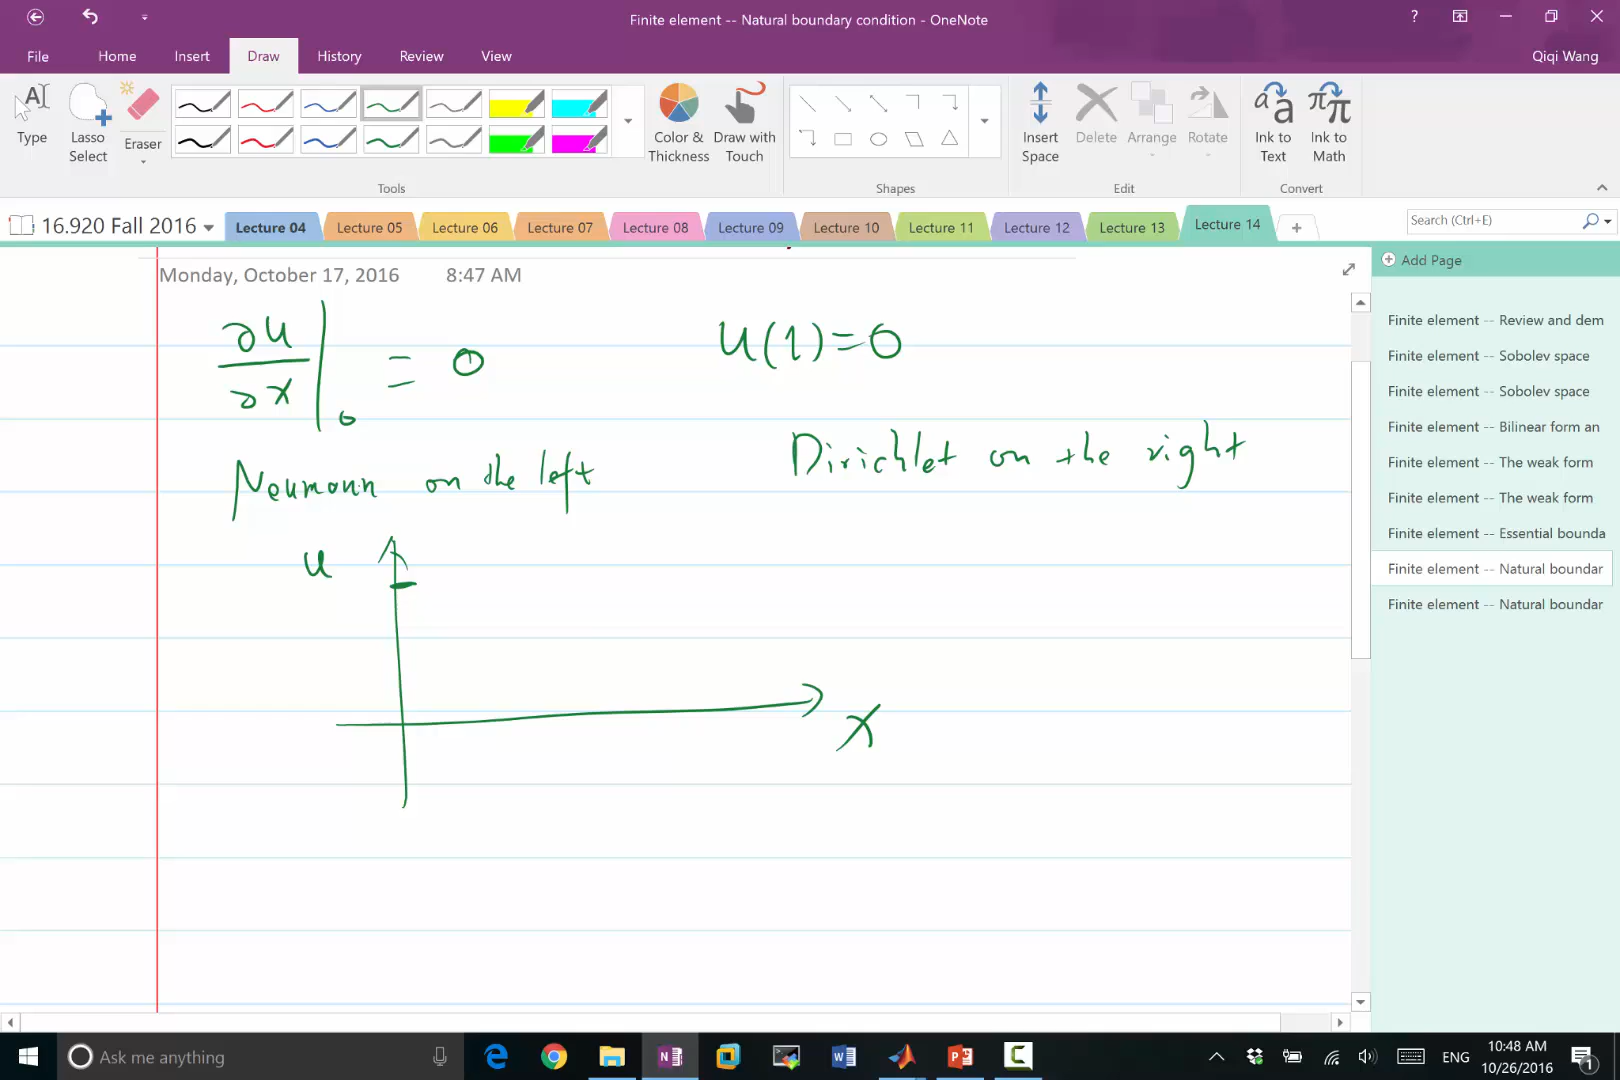 Finite element -- Natural boundary condition - OneNote
?
File
Home
Insert
Draw
History
Review
View
Qiqi Wang
Type
Lasso Select
Eraser
Color & Thickness
Draw with Touch
Insert Space
Delete
Arrange
Rotate
Ink to Text
Ink to Math
Tools
Shapes
Edit
Convert
16.920 Fall 2016
Lecture 04
Lecture 05
Lecture 06
Lecture 07
Lecture 08
Lecture 09
Lecture 10
Lecture 11
Lecture 12
Lecture 13
Lecture 14
Search (Ctrl+E)
Add Page
Monday, October 17, 2016 8:47 AM
∂u/∂x |₀ = 0
u(1)=0
Neumann on the left
Dirichlet on the right
u
x
Finite element -- Review and dem
Finite element -- Sobolev space
Finite element -- Sobolev space
Finite element -- Bilinear form an
Finite element -- The weak form
Finite element -- The weak form
Finite element -- Essential bounda
Finite element -- Natural boundar
Finite element -- Natural boundar
Ask me anything
ENG
10:48 AM
10/26/2016
1